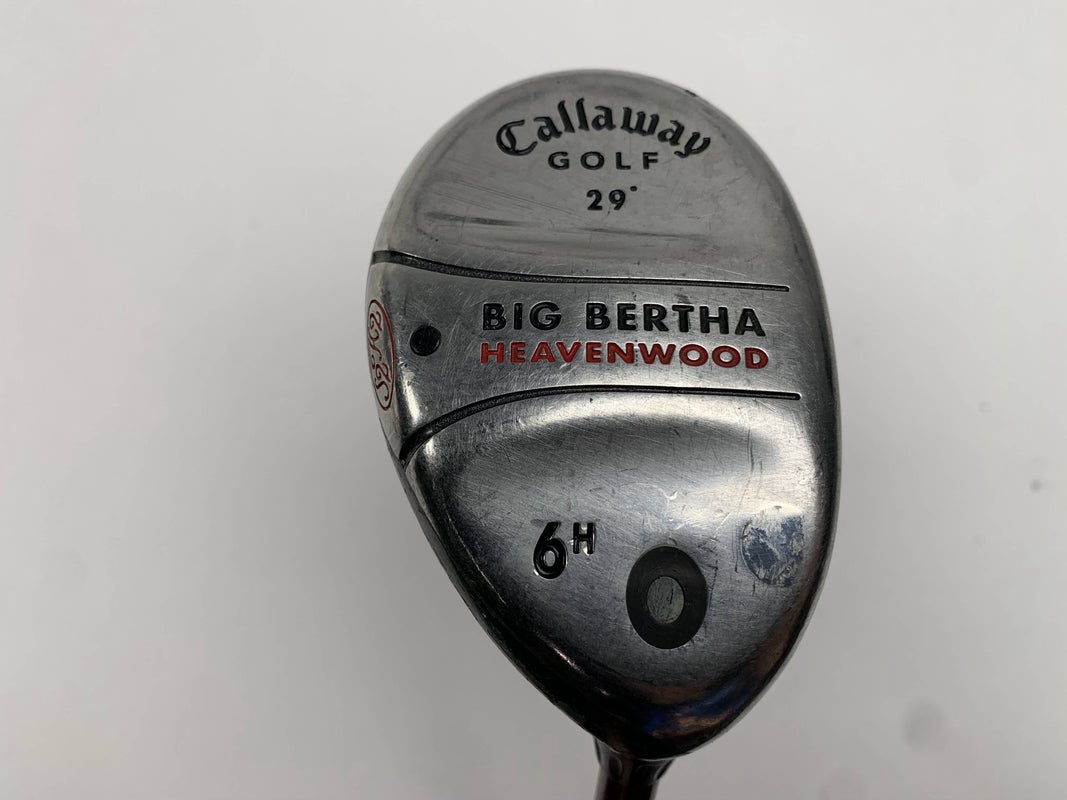 Callaway
GOLF
29°
BIG BERTHA
HEAVENWOOD
6H